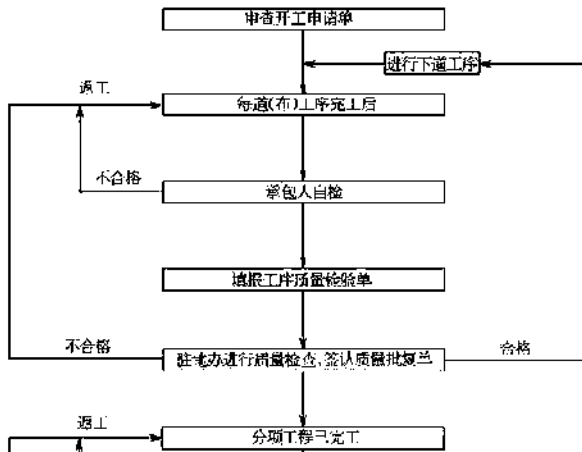 审查开工申请单
进行下道工序
返工
每道(布)工序完工后
不合格
承包人自检
填报工序质量检验单
不合格
驻地办进行质量检查,签认质量批复兰
合格
返工
分项工程已完工